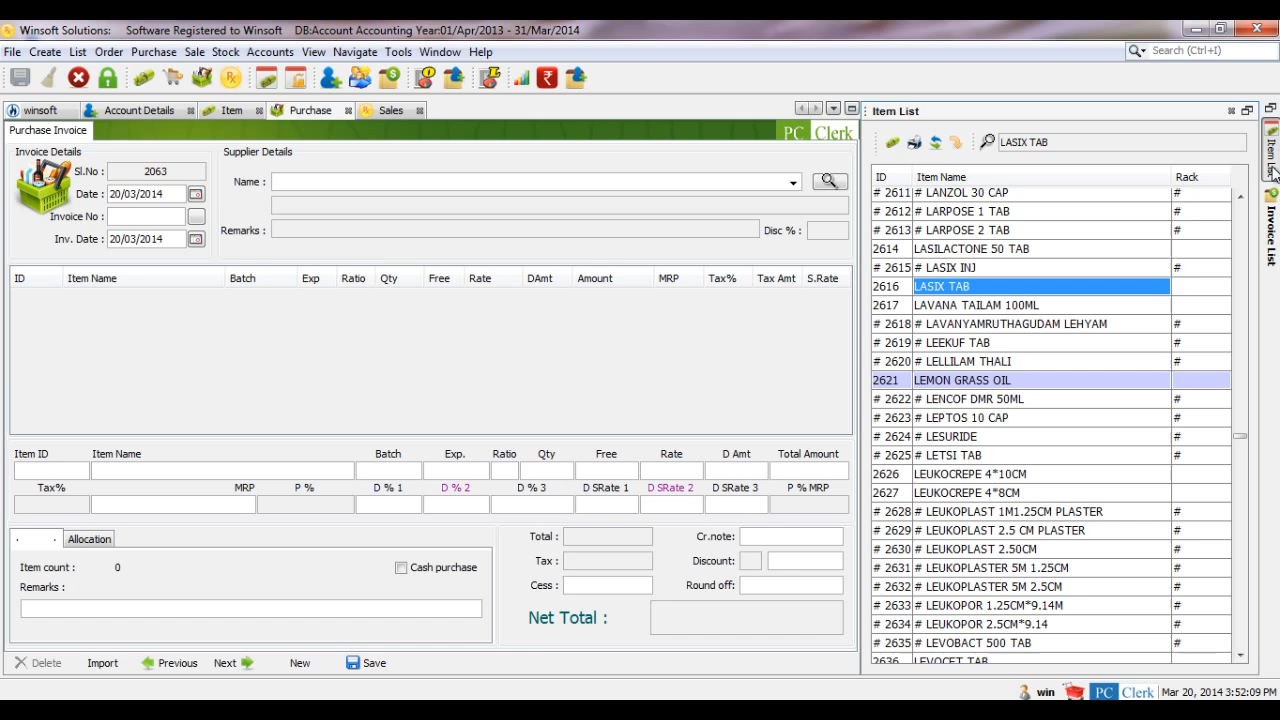 Winsoft Solutions: Software Registered to Winsoft DB:Account Accounting Year:01/Apr/2013 - 31/Mar/2014
File Create List Order Purchase Sale Stock Accounts View Navigate Tools Window Help
Search (Ctrl+I)
winsoft Account Details Item Purchase Sales
Item List
Purchase Invoice
PC Clerk
Invoice Details
Supplier Details
Sl.No : 2063
Date : 20/03/2014
Invoice No :
Inv. Date : 20/03/2014
Name :
Remarks : Disc % :
ID Item Name Batch Exp Ratio Qty Free Rate DAmt Amount MRP Tax% Tax Amt S.Rate
Item ID Item Name Batch Exp. Ratio Qty Free Rate D Amt Total Amount
Tax% MRP P % D % 1 D % 2 D % 3 D SRate 1 D SRate 2 D SRate 3 P % MRP
Allocation
Item count : 0
Cash purchase
Remarks :
Total : Cr.note:
Tax : Discount:
Cess : Round off:
Net Total :
Delete Import Previous Next New Save
LASIX TAB
ID Item Name Rack
# 2611 # LANZOL 30 CAP #
# 2612 # LARPOSE 1 TAB #
# 2613 # LARPOSE 2 TAB #
2614 LASILACTONE 50 TAB
# 2615 # LASIX INJ #
2616 LASIX TAB
2617 LAVANA TAILAM 100ML
# 2618 # LAVANYAMRUTHAGUDAM LEHYAM #
# 2619 # LEEKUF TAB #
# 2620 # LELLILAM THALI #
2621 LEMON GRASS OIL
# 2622 # LENCOF DMR 50ML #
# 2623 # LEPTOS 10 CAP #
# 2624 # LESURIDE #
# 2625 # LETSI TAB #
2626 LEUKOCREPE 4*10CM
2627 LEUKOCREPE 4*8CM
# 2628 # LEUKOPLAST 1M1.25CM PLASTER #
# 2629 # LEUKOPLAST 2.5 CM PLASTER #
# 2630 # LEUKOPLAST 2.50CM #
# 2631 # LEUKOPLASTER 5M 1.25CM #
# 2632 # LEUKOPLASTER 5M 2.5CM #
# 2633 # LEUKOPOR 1.25CM*9.14M #
# 2634 # LEUKOPOR 2.5CM*9.14 #
# 2635 # LEVOBACT 500 TAB #
2636 LEVOCET TAB
Item List
Invoice List
win PC Clerk Mar 20, 2014 3:52:09 PM